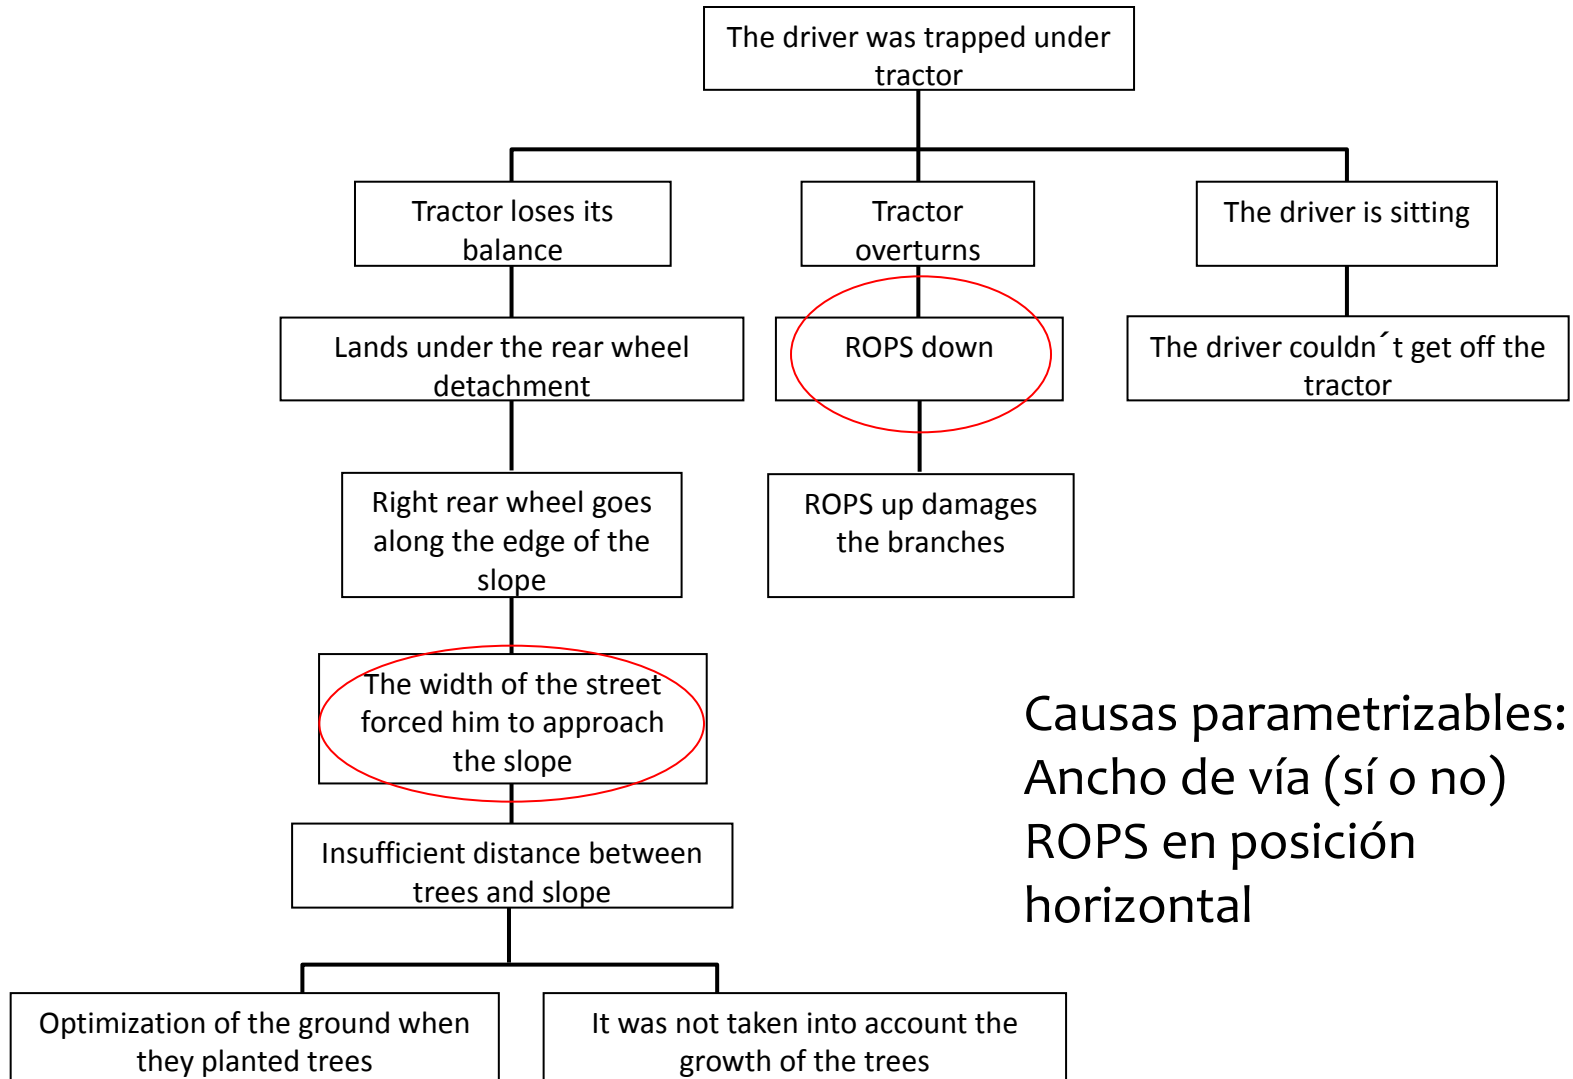 The driver was trapped under
tractor
Tractor loses its
balance
Tractor
overturns
The driver is sitting
Lands under the rear wheel
detachment
ROPS down
The driver couldn´t get off the
tractor
Right rear wheel goes
along the edge of the
slope
ROPS up damages
the branches
The width of the street
forced him to approach
the slope
Causas parametrizables:
Ancho de vía (sí o no)
ROPS en posición
horizontal
Insufficient distance between
trees and slope
Optimization of the ground when
they planted trees
It was not taken into account the
growth of the trees